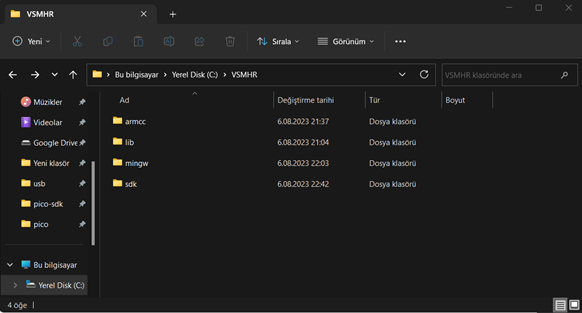 VSMHR
Yeni
Sırala
Görünüm
Bu bilgisayar > Yerel Disk (C:) > VSMHR
VSMHR klasöründe ara
Müzikler
Videolar
Google Drive
Yeni klasör
usb
pico-sdk
pico
Bu bilgisayar
Yerel Disk (C:)
Ad Değiştirme tarihi Tür Boyut
armcc 6.08.2023 21:37 Dosya klasörü
lib 6.08.2023 21:04 Dosya klasörü
mingw 6.08.2023 22:03 Dosya klasörü
sdk 6.08.2023 22:42 Dosya klasörü
4 öğe